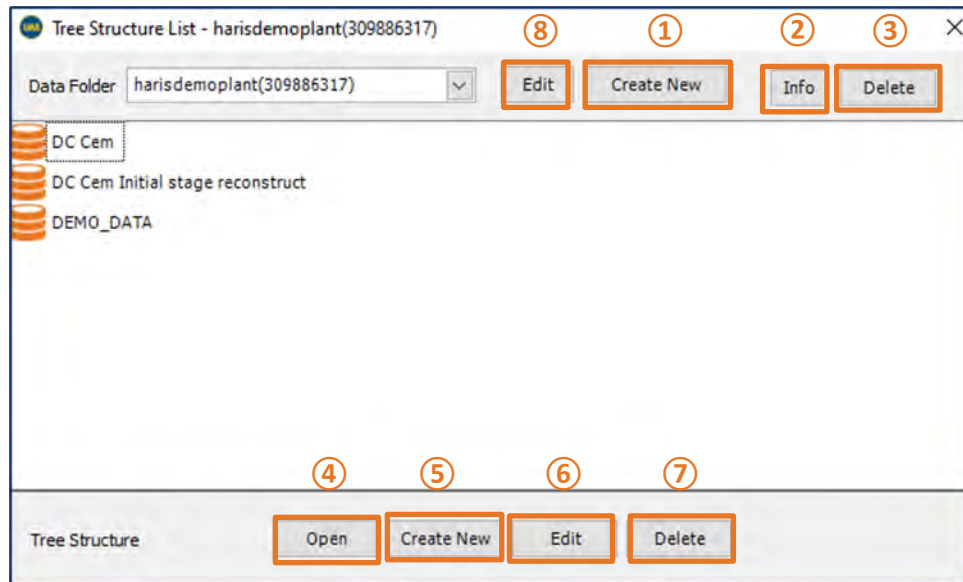 Tree Structure List - harisdemoplant(309886317)
⑧ ① ② ③
Data Folder harisdemoplant(309886317) Edit Create New Info Delete
DC Cem
DC Cem Initial stage reconstruct
DEMO_DATA
④ ⑤ ⑥ ⑦
Tree Structure Open Create New Edit Delete